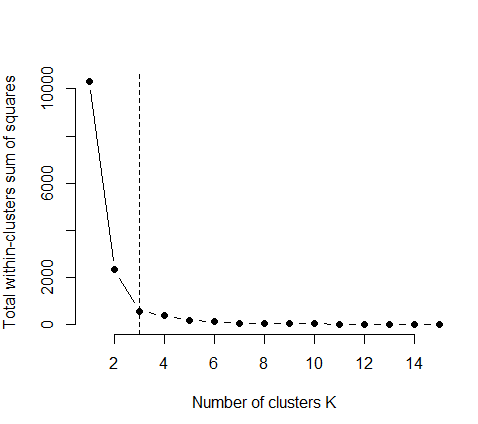 Total within-clusters sum of squares
10000
6000
2000
0
2 4 6 8 10 12 14
Number of clusters K